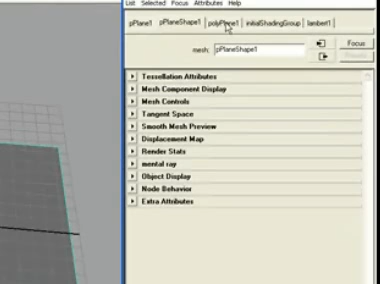 List Selected Focus Attributes Help
pPlane1 pPlaneShape1 polyPlane1 initialShadingGroup lambert1
mesh: pPlaneShape1 Focus
Tessellation Attributes
Mesh Component Display
Mesh Controls
Tangent Space
Smooth Mesh Preview
Displacement Map
Render Stats
mental ray
Object Display
Node Behavior
Extra Attributes